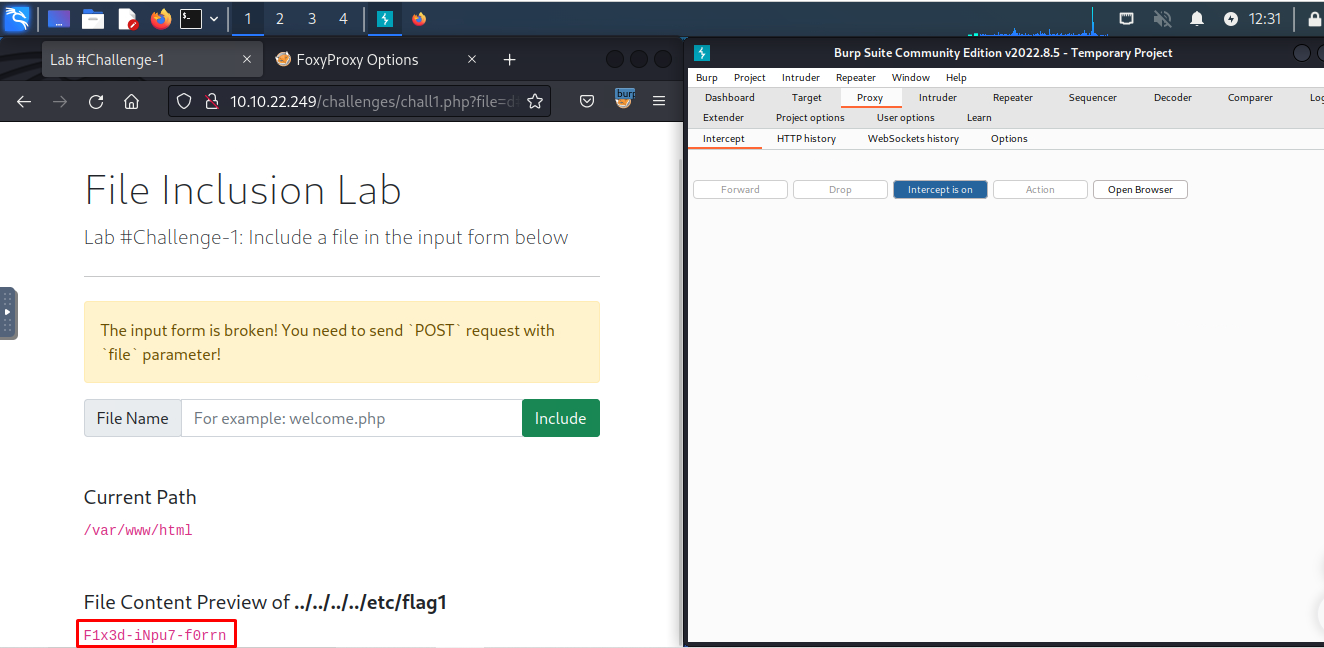 1 2 3 4 12:31
Lab #Challenge-1 FoxyProxy Options
10.10.22.249/challenges/chall1.php?file=d
burp
File Inclusion Lab
Lab #Challenge-1: Include a file in the input form below
The input form is broken! You need to send `POST` request with
`file` parameter!
File Name For example: welcome.php Include
Current Path
/var/www/html
File Content Preview of ../../../../etc/flag1
F1x3d-iNpu7-f0rrn
Burp Suite Community Edition v2022.8.5 - Temporary Project
Burp Project Intruder Repeater Window Help
Dashboard Target Proxy Intruder Repeater Sequencer Decoder Comparer
Extender Project options User options Learn
Intercept HTTP history WebSockets history Options
Forward Drop Intercept is on Action Open Browser